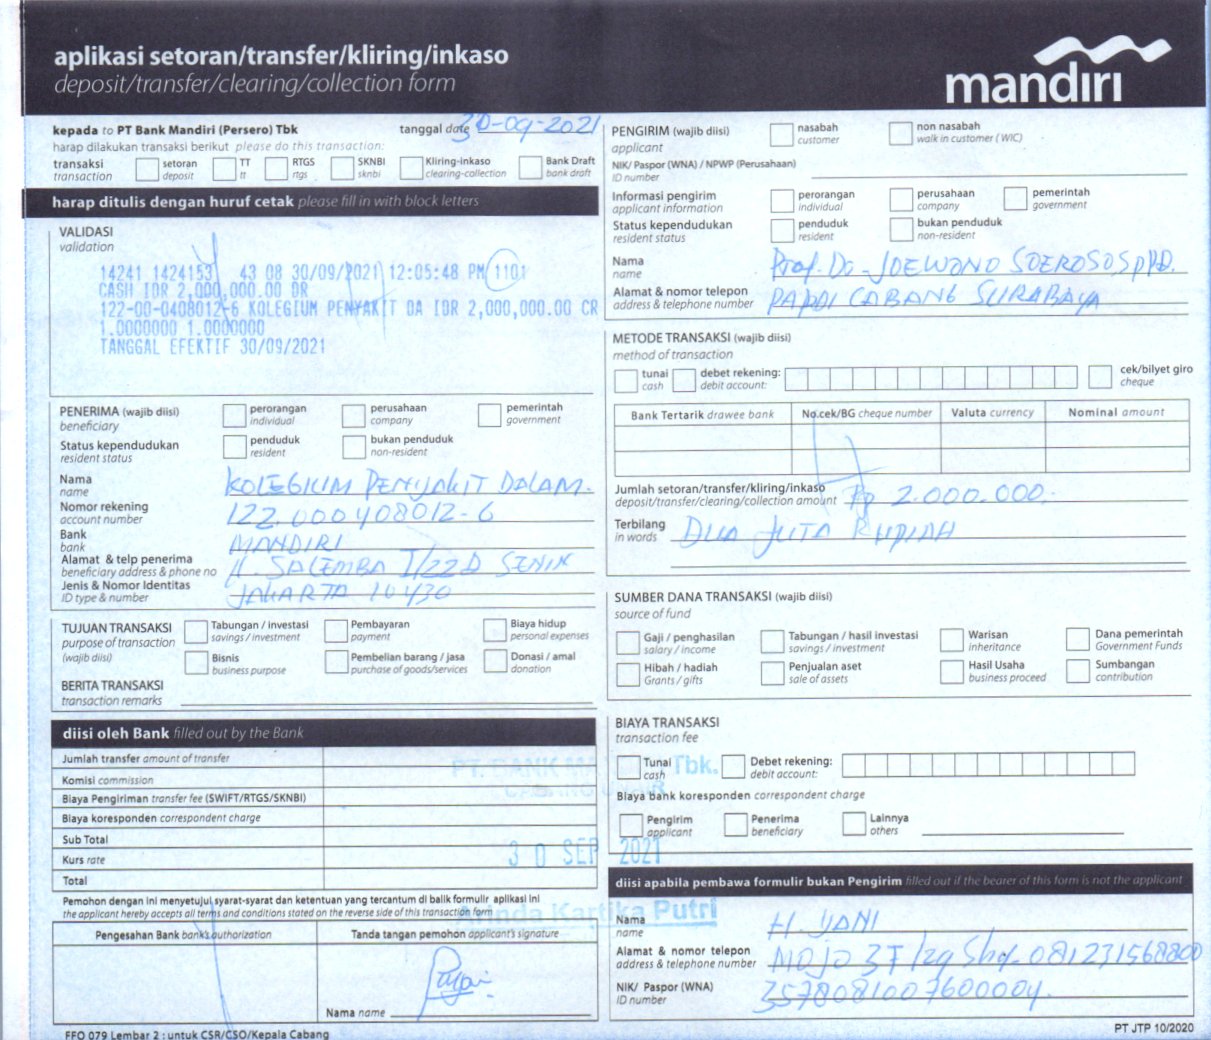 aplikasi setoran/transfer/kliring/inkaso
deposit/transfer/clearing/collection form
mandiri
kepada to PT Bank Mandiri (Persero) Tbk
tanggal date 30-09-2021
harap dilakukan transaksi berikut please do this transaction:
transaksi
transaction
setoran
deposit
TT
tt
RTGS
rtgs
SKNBI
sknbi
Kliring-inkaso
clearing-collection
Bank Draft
bank draft
harap ditulis dengan huruf cetak please fill in with block letters
VALIDASI
validation
14241 1424153 43 08 30/09/2021 12:05:48 PM 1101
CASH IDR 2,000,000.00 DR
122-00-0408012-6 KOLEGIUM PENYAKIT DA IDR 2,000,000.00 CR
1.0000000 1.0000000
TANGGAL EFEKTIF 30/09/2021
PENERIMA (wajib diisi)
beneficiary
perorangan
individual
perusahaan
company
pemerintah
government
Status kependudukan
resident status
penduduk
resident
bukan penduduk
non-resident
Nama
name
KOLEGIUM PENYAKIT DALAM.
Nomor rekening
account number
122.000408012-6
Bank
bank
MANDIRI
Alamat & telp penerima
beneficiary address & phone no
Jl. SALEMBA I/22D SENIN
Jenis & Nomor Identitas
ID type & number
JAKARTA 10430
TUJUAN TRANSAKSI
purpose of transaction
(wajib diisi)
Tabungan / investasi
savings / investment
Pembayaran
payment
Biaya hidup
personal expenses
Bisnis
business purpose
Pembelian barang / jasa
purchase of goods/services
Donasi / amal
donation
BERITA TRANSAKSI
transaction remarks
diisi oleh Bank filled out by the Bank
Jumlah transfer amount of transfer
Komisi commission
Biaya Pengiriman transfer fee (SWIFT/RTGS/SKNBI)
Biaya koresponden correspondent charge
Sub Total
Kurs rate
Total
Pemohon dengan ini menyetujui syarat-syarat dan ketentuan yang tercantum di balik formulir aplikasi ini
the applicant hereby accepts all terms and conditions stated on the reverse side of this transaction form
Pengesahan Bank bank's authorization
Tanda tangan pemohon applicant's signature
Nama name
FFO 079 Lembar 2 : untuk CSR/CSO/Kepala Cabang
PT. BANK MA Tbk.
30 SEP 2021
Arinda Kartika Putri
PENGIRIM (wajib diisi)
applicant
nasabah
customer
non nasabah
walk in customer (WIC)
NIK/ Paspor (WNA) / NPWP (Perusahaan)
ID number
Informasi pengirim
applicant information
perorangan
individual
perusahaan
company
pemerintah
government
Status kependudukan
resident status
penduduk
resident
bukan penduduk
non-resident
Nama
name
Prof. Dr. JOEWONO SOEROSO SpPD.
Alamat & nomor telepon
address & telephone number
PAPDI CABANG SURABAYA
METODE TRANSAKSI (wajib diisi)
method of transaction
tunai
cash
debet rekening:
debit account:
cek/bilyet giro
cheque
Bank Tertarik drawee bank
No.cek/BG cheque number
Valuta currency
Nominal amount
Jumlah setoran/transfer/kliring/inkaso
deposit/transfer/clearing/collection amount
Rp 2.000.000.-
Terbilang
in words
DUA JUTA RUPIAH
SUMBER DANA TRANSAKSI (wajib diisi)
source of fund
Gaji / penghasilan
salary / income
Tabungan / hasil investasi
savings / investment
Warisan
inheritance
Dana pemerintah
Government Funds
Hibah / hadiah
Grants / gifts
Penjualan aset
sale of assets
Hasil Usaha
business proceed
Sumbangan
contribution
BIAYA TRANSAKSI
transaction fee
Tunai
cash
Debet rekening:
debit account:
Biaya bank koresponden correspondent charge
Pengirim
applicant
Penerima
beneficiary
Lainnya
others
diisi apabila pembawa formulir bukan Pengirim filled out if the bearer of this form is not the applicant
Nama
name
H. YANI
Alamat & nomor telepon
address & telephone number
MOJO 3T/29 Sby. 081231568800
NIK/ Paspor (WNA)
ID number
3578081007600004.
PT JTP 10/2020